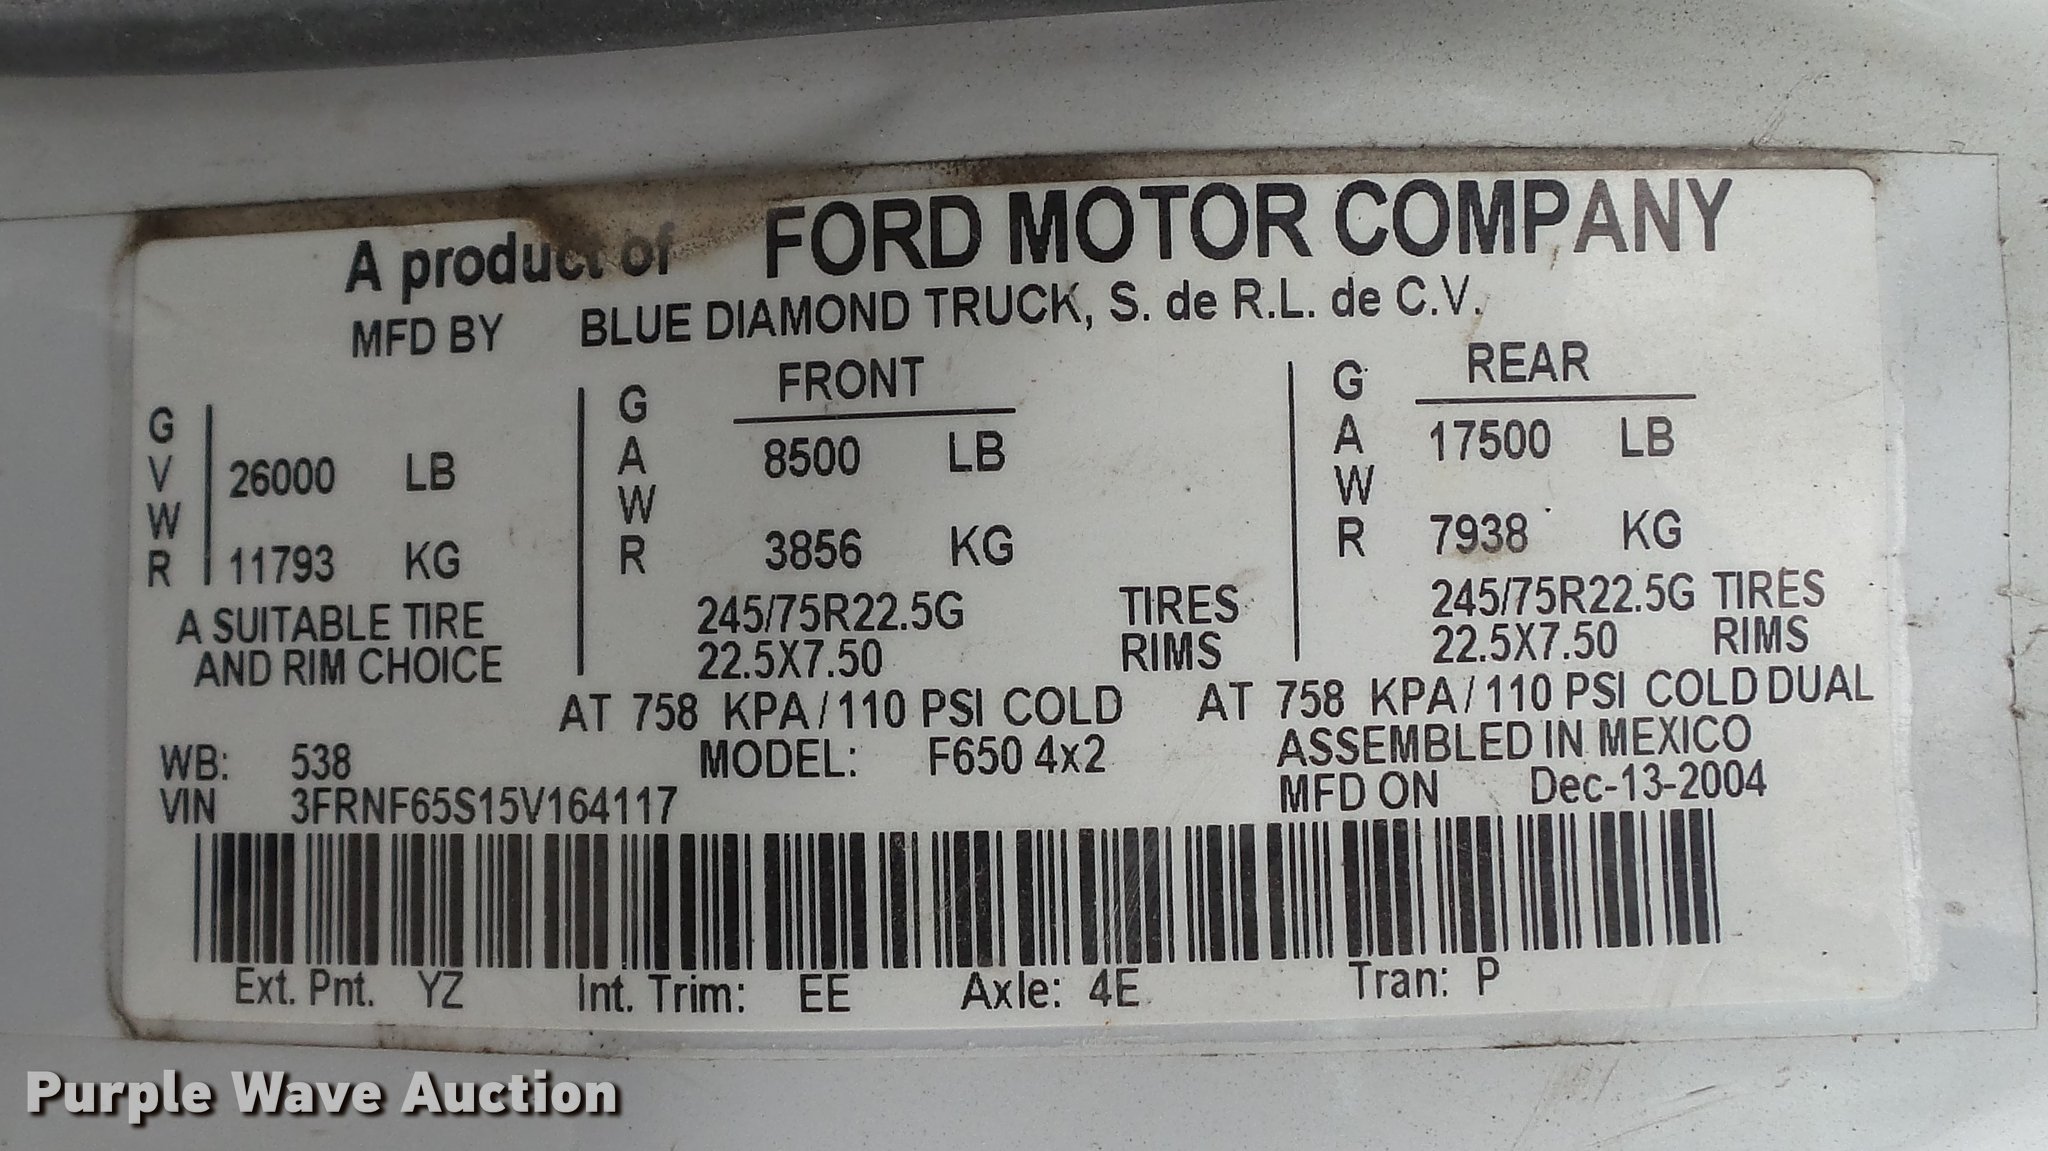 A product of FORD MOTOR COMPANY
MFD BY BLUE DIAMOND TRUCK, S. de R.L. de C.V.
FRONT REAR
GVWR 26000 LB GAWR 8500 LB GAWR 17500 LB
11793 KG 3856 KG 7938 KG
A SUITABLE TIRE 245/75R22.5G TIRES 245/75R22.5G TIRES
AND RIM CHOICE 22.5X7.50 RIMS 22.5X7.50 RIMS
AT 758 KPA/110 PSI COLD AT 758 KPA/110 PSI COLD DUAL
WB: 538 MODEL: F650 4x2 ASSEMBLED IN MEXICO
VIN 3FRNF65S15V164117 MFD ON Dec-13-2004
Ext. Pnt. YZ Int. Trim: EE Axle: 4E Tran: P
Purple Wave Auction